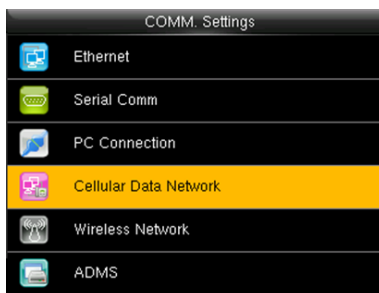 COMM. Settings
Ethernet
Serial Comm
PC Connection
Cellular Data Network
Wireless Network
ADMS